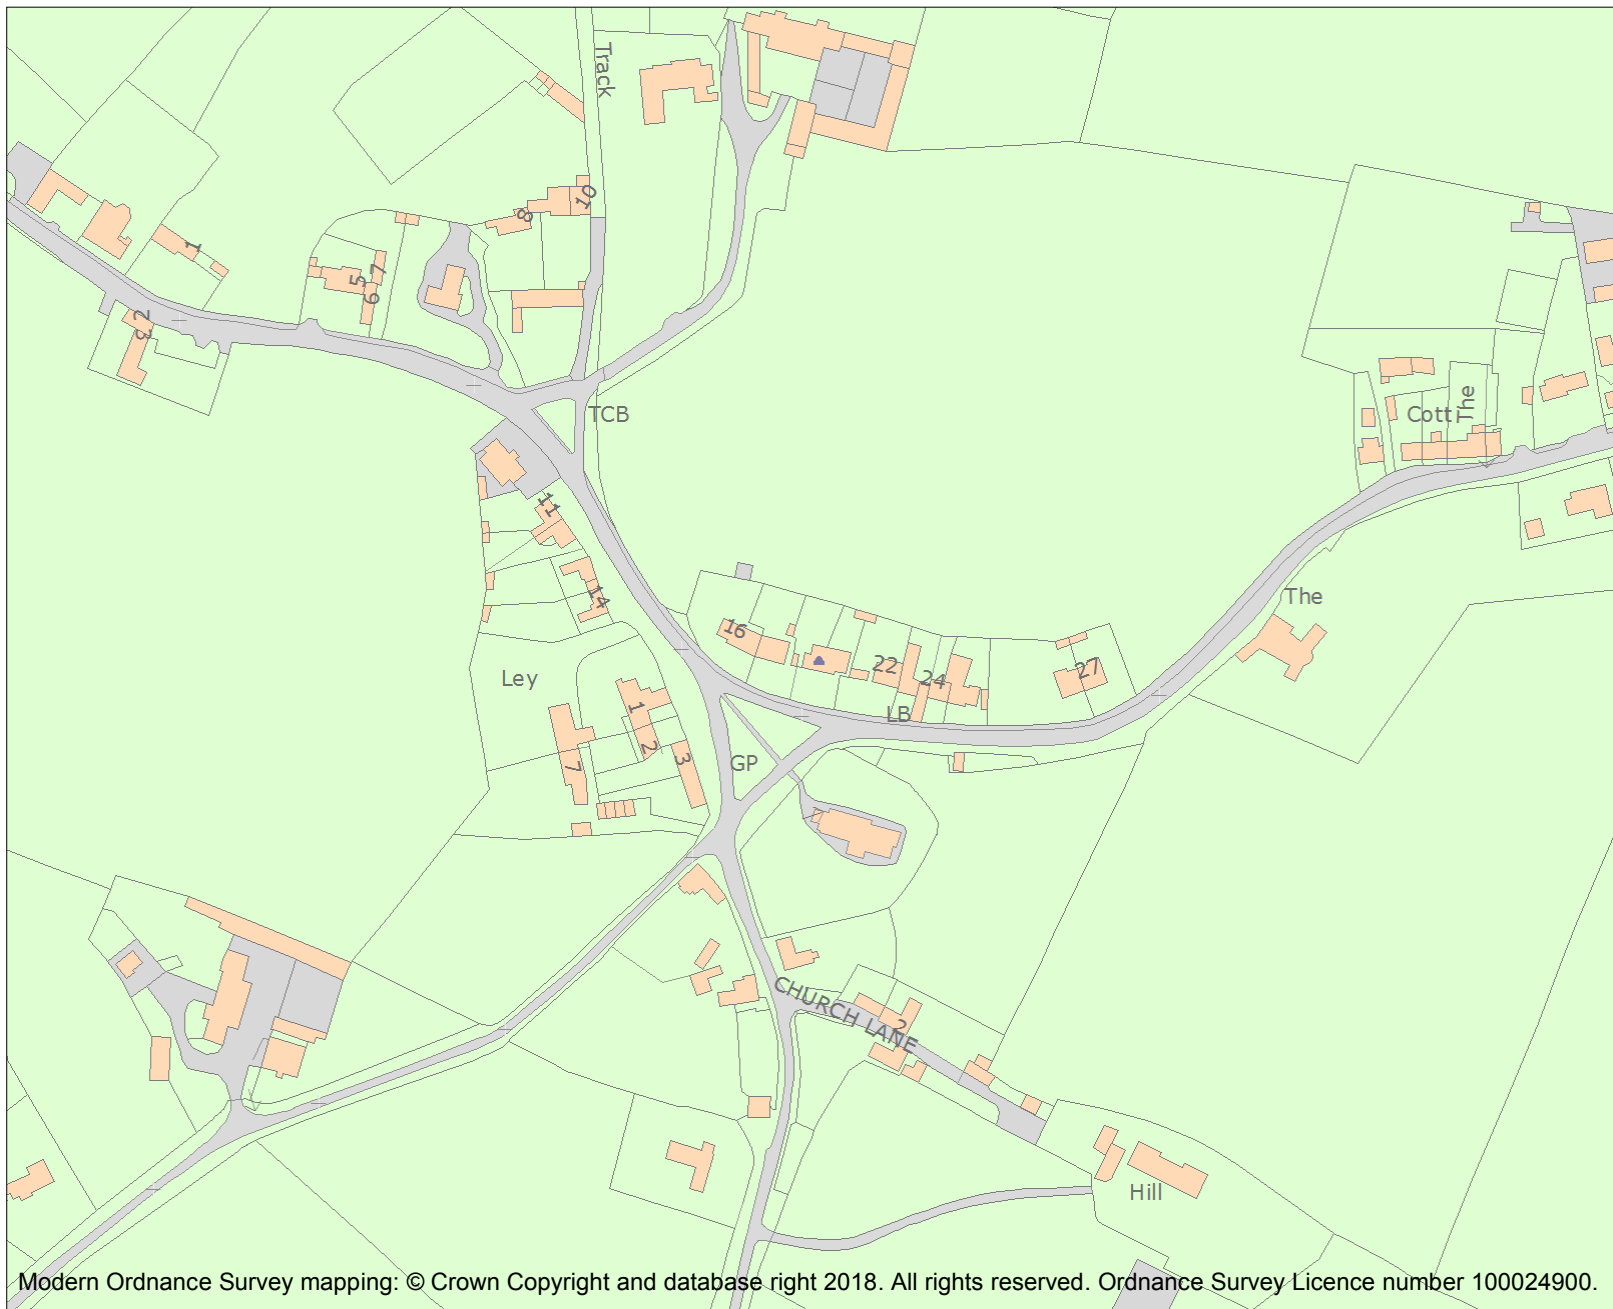 Track
10
8
1
7
5
6
2
3
TCB
The
Cott
11
14
The
16
22
24
27
Ley
1
LB
2
3
7
GP
CHURCH LANE
2
Hill
Modern Ordnance Survey mapping: © Crown Copyright and database right 2018. All rights reserved. Ordnance Survey Licence number 100024900.